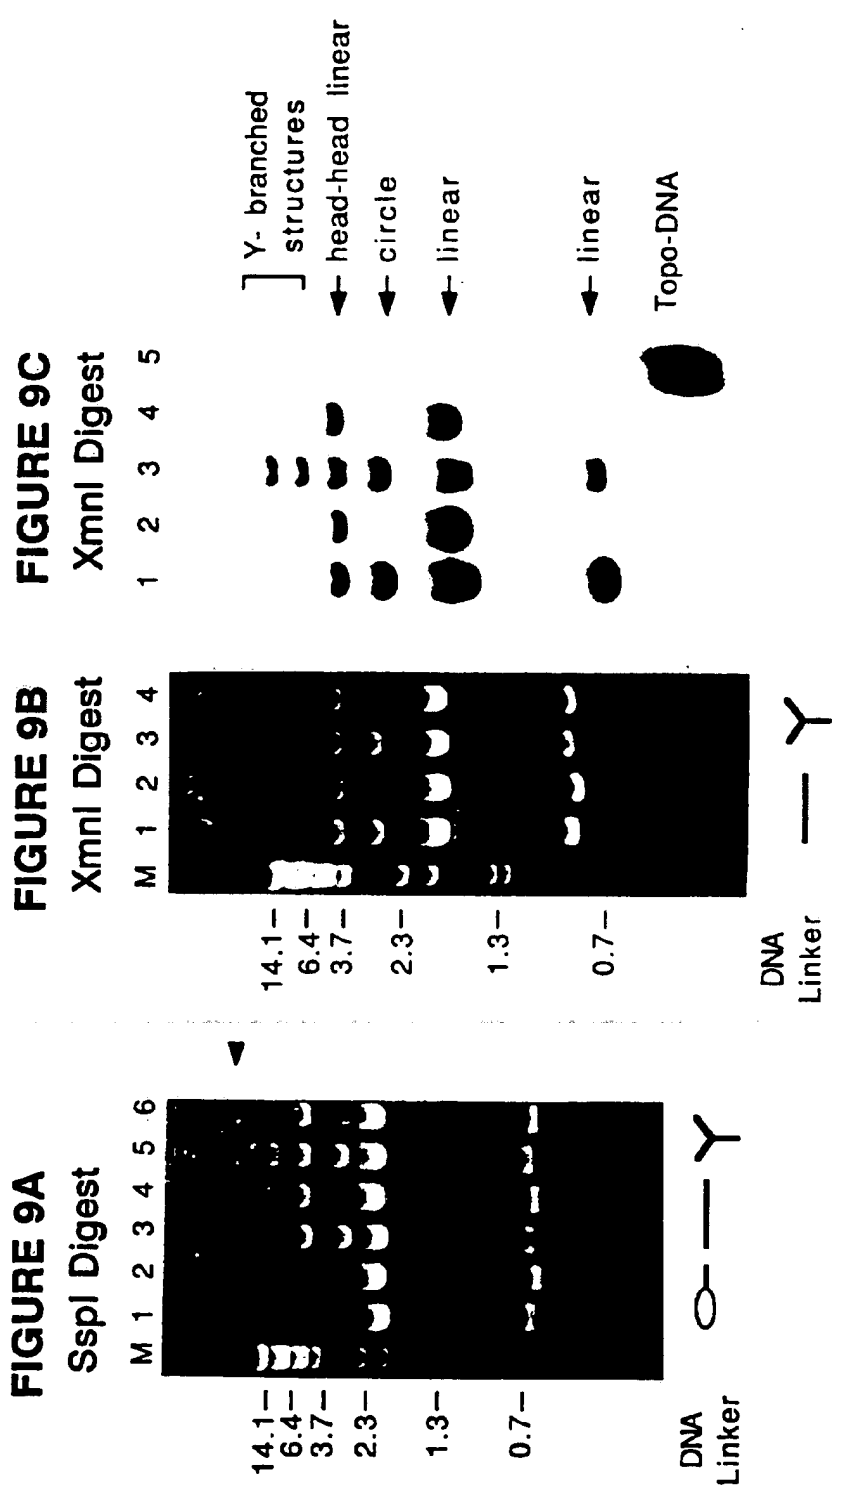 FIGURE 9A
SspI Digest
M 1 2 3 4 5 6
14.1
6.4
3.7
2.3
1.3
0.7
DNA
Linker
FIGURE 9B
XmnI Digest
M 1 2 3 4
14.1
6.4
3.7
2.3
1.3
0.7
DNA
Linker
FIGURE 9C
XmnI Digest
1 2 3 4 5
Y- branched
structures
head-head linear
circle
linear
linear
Topo-DNA